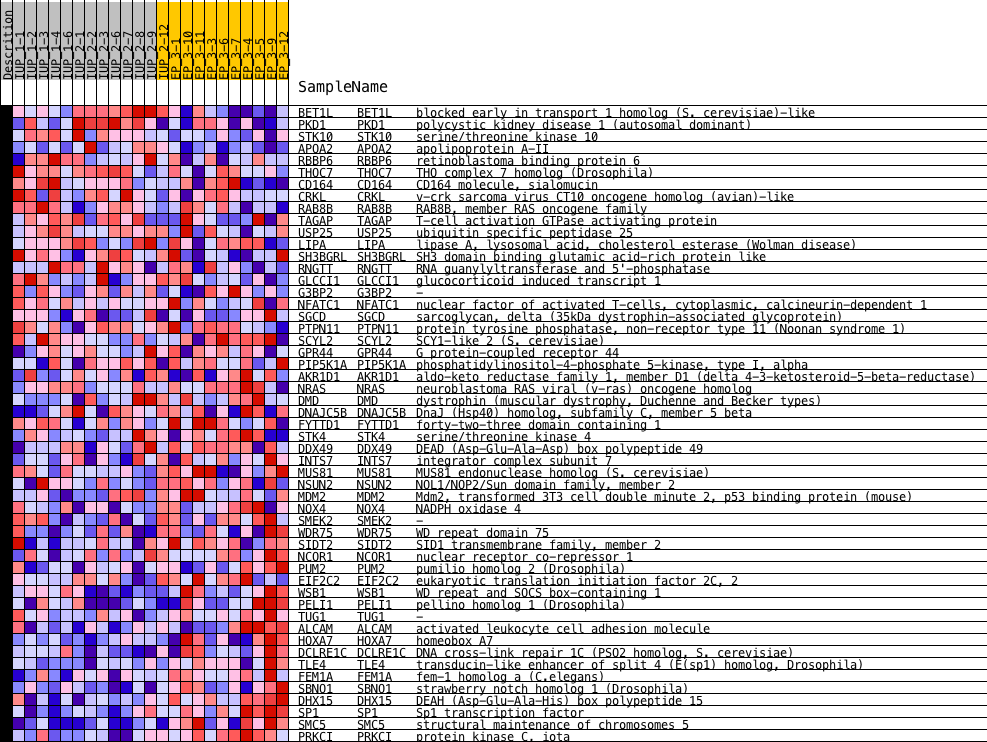 Descrition
IUP_1-1
IUP_1-2
IUP_1-3
IUP_1-4
IUP_1-6
IUP_2-1
IUP_2-2
IUP_2-3
IUP_2-6
IUP_2-7
IUP_2-8
IUP_2-9
IUP_2-12
EP_3-1
EP_3-10
EP_3-11
EP_3-3
EP_3-6
EP_3-7
EP_3-4
EP_3-5
EP_3-9
EP_3-12
SampleName
BET1L BET1L blocked early in transport 1 homolog (S. cerevisiae)-like
PKD1 PKD1 polycystic kidney disease 1 (autosomal dominant)
STK10 STK10 serine/threonine kinase 10
APOA2 APOA2 apolipoprotein A-II
RBBP6 RBBP6 retinoblastoma binding protein 6
THOC7 THOC7 THO complex 7 homolog (Drosophila)
CD164 CD164 CD164 molecule, sialomucin
CRKL CRKL v-crk sarcoma virus CT10 oncogene homolog (avian)-like
RAB8B RAB8B RAB8B, member RAS oncogene family
TAGAP TAGAP T-cell activation GTPase activating protein
USP25 USP25 ubiquitin specific peptidase 25
LIPA LIPA lipase A, lysosomal acid, cholesterol esterase (Wolman disease)
SH3BGRL SH3BGRL SH3 domain binding glutamic acid-rich protein like
RNGTT RNGTT RNA guanylyltransferase and 5'-phosphatase
GLCCI1 GLCCI1 glucocorticoid induced transcript 1
G3BP2 G3BP2 -
NFATC1 NFATC1 nuclear factor of activated T-cells, cytoplasmic, calcineurin-dependent 1
SGCD SGCD sarcoglycan, delta (35kDa dystrophin-associated glycoprotein)
PTPN11 PTPN11 protein tyrosine phosphatase, non-receptor type 11 (Noonan syndrome 1)
SCYL2 SCYL2 SCY1-like 2 (S. cerevisiae)
GPR44 GPR44 G protein-coupled receptor 44
PIP5K1A PIP5K1A phosphatidylinositol-4-phosphate 5-kinase, type I, alpha
AKR1D1 AKR1D1 aldo-keto reductase family 1, member D1 (delta 4-3-ketosteroid-5-beta-reductase)
NRAS NRAS neuroblastoma RAS viral (v-ras) oncogene homolog
DMD DMD dystrophin (muscular dystrophy, Duchenne and Becker types)
DNAJC5B DNAJC5B DnaJ (Hsp40) homolog, subfamily C, member 5 beta
FYTTD1 FYTTD1 forty-two-three domain containing 1
STK4 STK4 serine/threonine kinase 4
DDX49 DDX49 DEAD (Asp-Glu-Ala-Asp) box polypeptide 49
INTS7 INTS7 integrator complex subunit 7
MUS81 MUS81 MUS81 endonuclease homolog (S. cerevisiae)
NSUN2 NSUN2 NOL1/NOP2/Sun domain family, member 2
MDM2 MDM2 Mdm2, transformed 3T3 cell double minute 2, p53 binding protein (mouse)
NOX4 NOX4 NADPH oxidase 4
SMEK2 SMEK2 -
WDR75 WDR75 WD repeat domain 75
SIDT2 SIDT2 SID1 transmembrane family, member 2
NCOR1 NCOR1 nuclear receptor co-repressor 1
PUM2 PUM2 pumilio homolog 2 (Drosophila)
EIF2C2 EIF2C2 eukaryotic translation initiation factor 2C, 2
WSB1 WSB1 WD repeat and SOCS box-containing 1
PELI1 PELI1 pellino homolog 1 (Drosophila)
TUG1 TUG1 -
ALCAM ALCAM activated leukocyte cell adhesion molecule
HOXA7 HOXA7 homeobox A7
DCLRE1C DCLRE1C DNA cross-link repair 1C (PSO2 homolog, S. cerevisiae)
TLE4 TLE4 transducin-like enhancer of split 4 (E(sp1) homolog, Drosophila)
FEM1A FEM1A fem-1 homolog a (C.elegans)
SBNO1 SBNO1 strawberry notch homolog 1 (Drosophila)
DHX15 DHX15 DEAH (Asp-Glu-Ala-His) box polypeptide 15
SP1 SP1 Sp1 transcription factor
SMC5 SMC5 structural maintenance of chromosomes 5
PRKCI PRKCI protein kinase C, iota